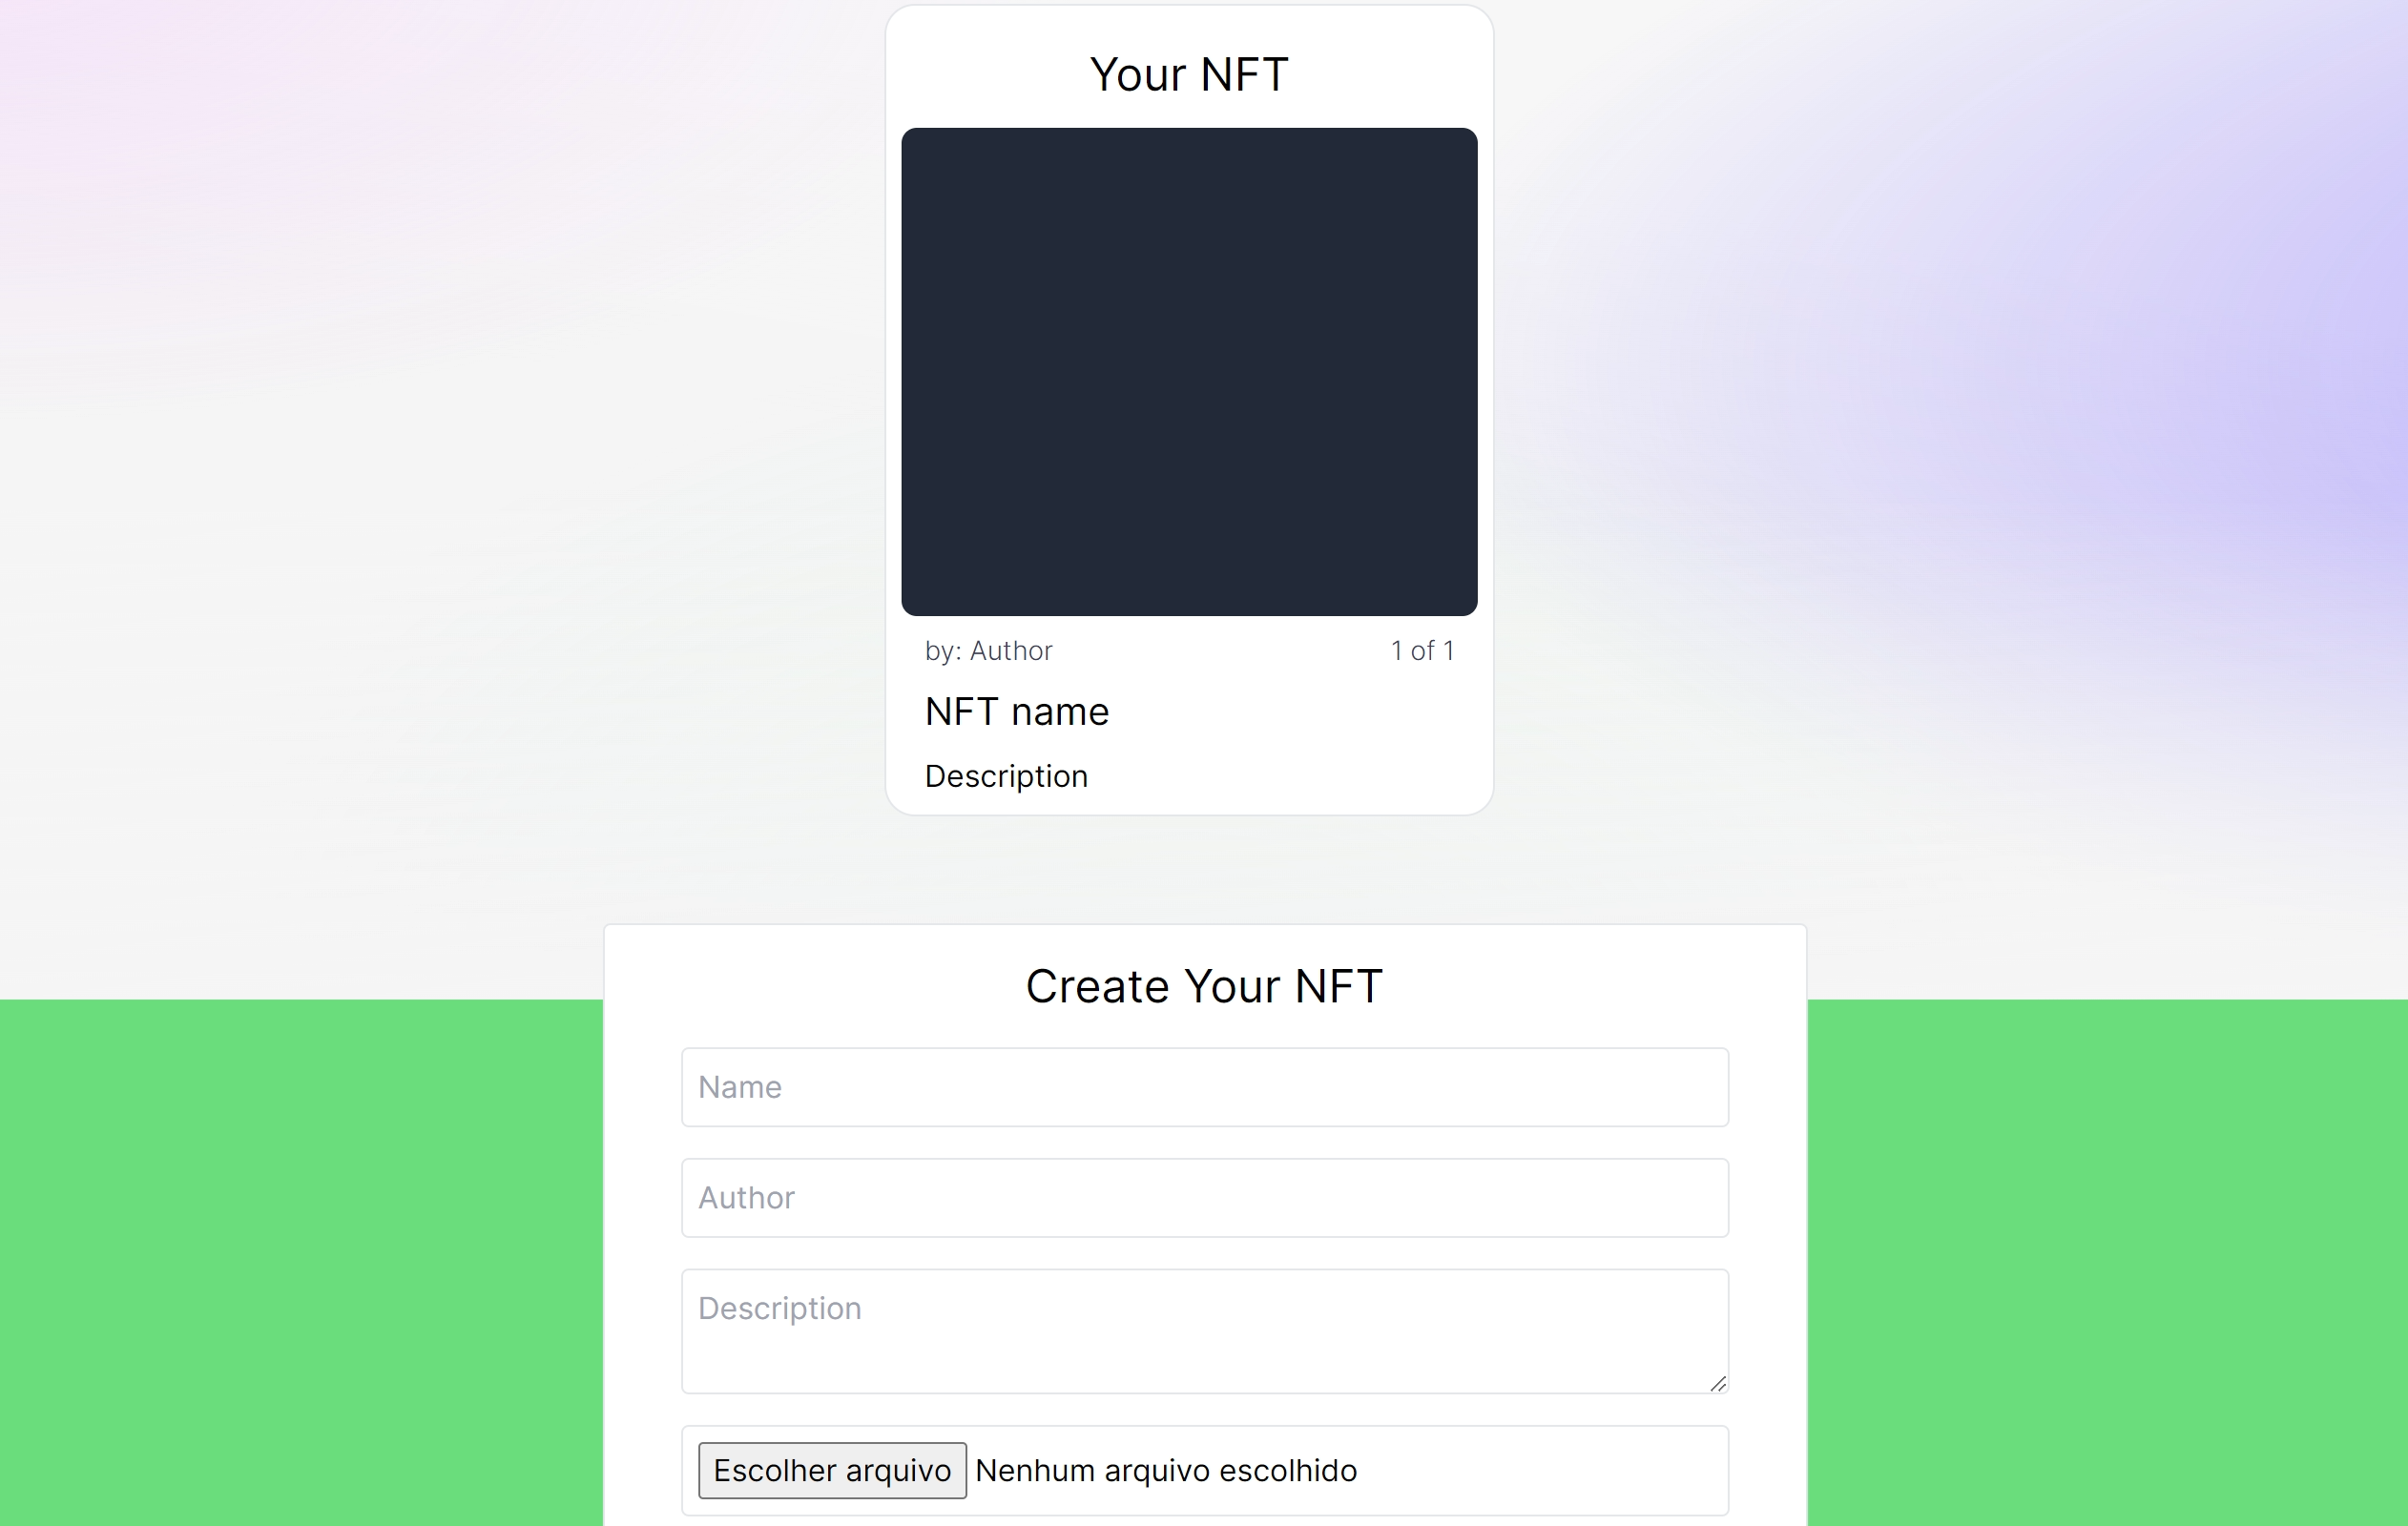 Your NFT
by: Author 1 of 1
NFT name
Description
Create Your NFT
Name
Author
Description
Escolher arquivo Nenhum arquivo escolhido